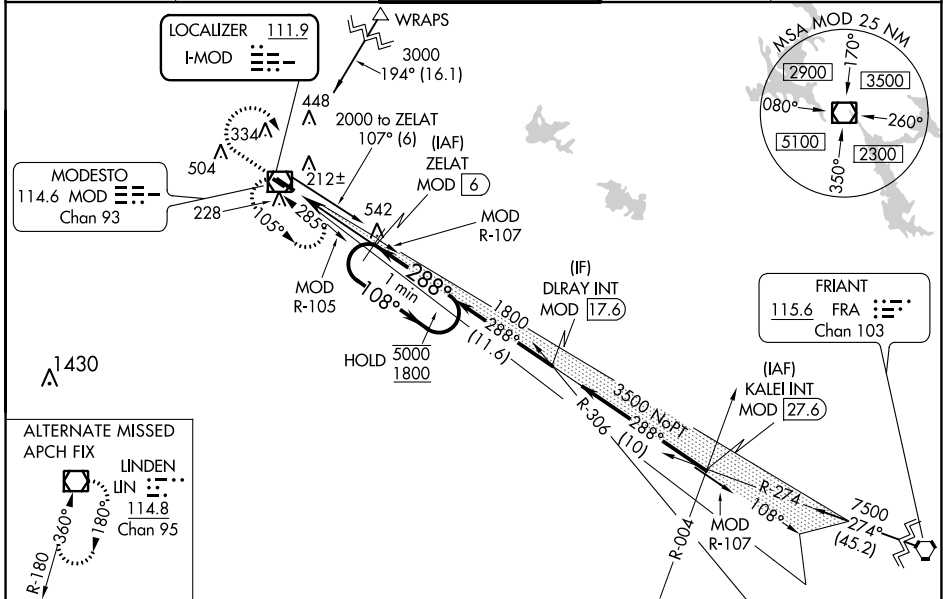 WRAPS
LOCALIZER 111.9
I-MOD
3000
194° (16.1)
MSA MOD 25 NM
170°
2900
3500
080°
260°
5100
2300
350°
448
334
504
2000 to ZELAT
107° (6)
(IAF)
ZELAT
MOD 6
MODESTO
114.6 MOD
Chan 93
212±
228
542
105°
285°
MOD
R-107
MOD
R-105
288°
1 min
108°
HOLD 5000
1800
1800
288°
(11.6)
(IF)
DLRAY INT
MOD 17.6
FRIANT
115.6 FRA
Chan 103
1430
3500 NoPT
288°
(10)
R-306
(IAF)
KALEI INT
MOD 27.6
R-274
7500
274°
(45.2)
108°
MOD
R-107
R-004
ALTERNATE MISSED
APCH FIX
LINDEN
LIN
114.8
Chan 95
360°
180°
R-180